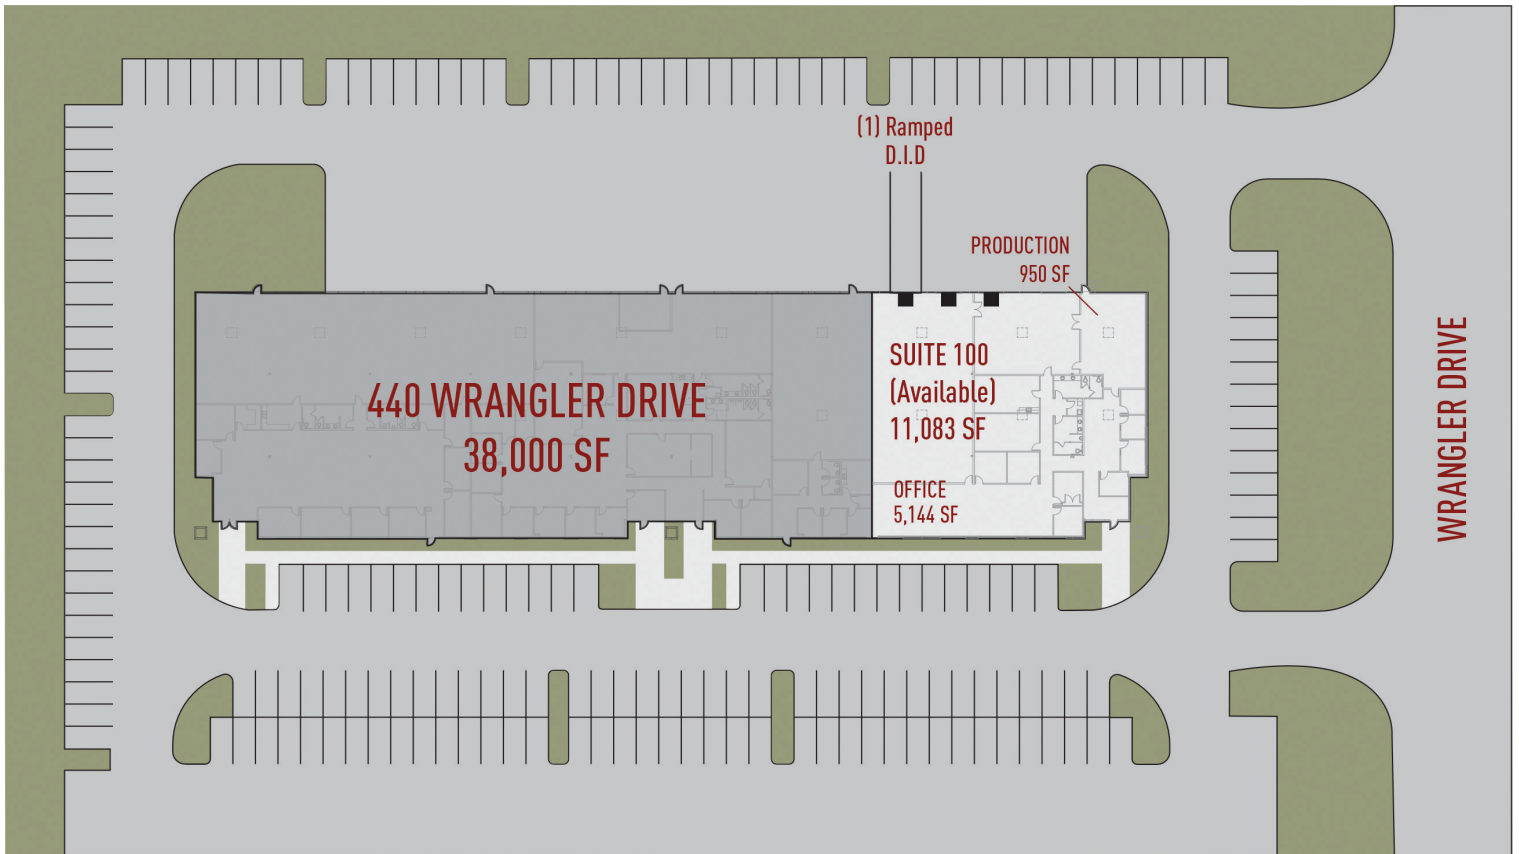 (1) Ramped
D.I.D
PRODUCTION
950 SF
SUITE 100
(Available)
11,083 SF
440 WRANGLER DRIVE
38,000 SF
OFFICE
5,144 SF
WRANGLER DRIVE